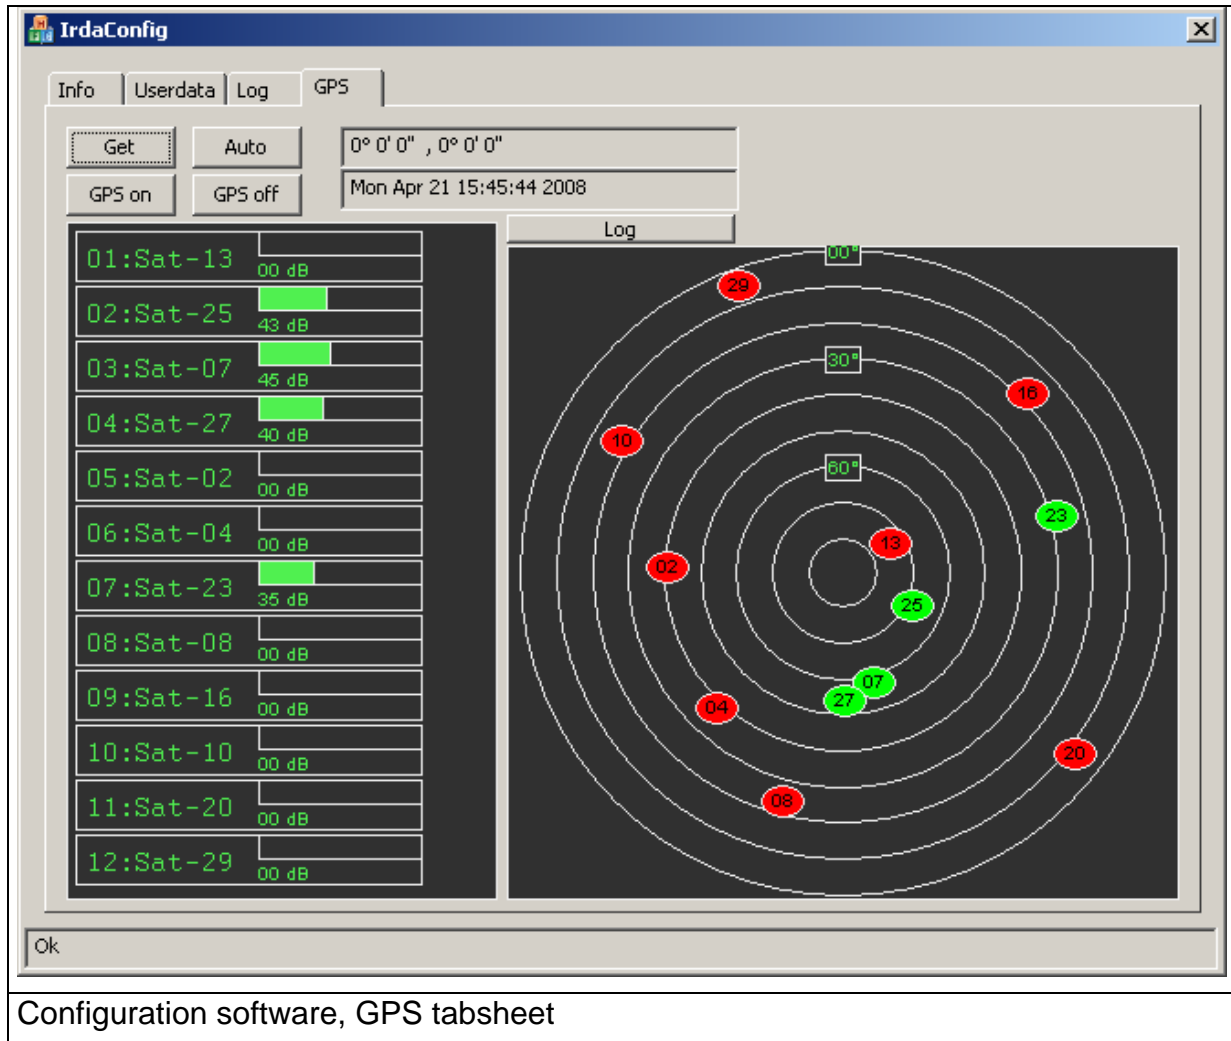 IrdaConfig
Info Userdata Log GPS
Get Auto 0° 0' 0" , 0° 0' 0"
GPS on GPS off Mon Apr 21 15:45:44 2008
Log
01:Sat-13 00 dB
02:Sat-25 43 dB
03:Sat-07 45 dB
04:Sat-27 40 dB
05:Sat-02 00 dB
06:Sat-04 00 dB
07:Sat-23 35 dB
08:Sat-08 00 dB
09:Sat-16 00 dB
10:Sat-10 00 dB
11:Sat-20 00 dB
12:Sat-29 00 dB
00°
29
30°
16
10
60°
23
13
02
25
07
27
04
20
08
Ok
Configuration software, GPS tabsheet